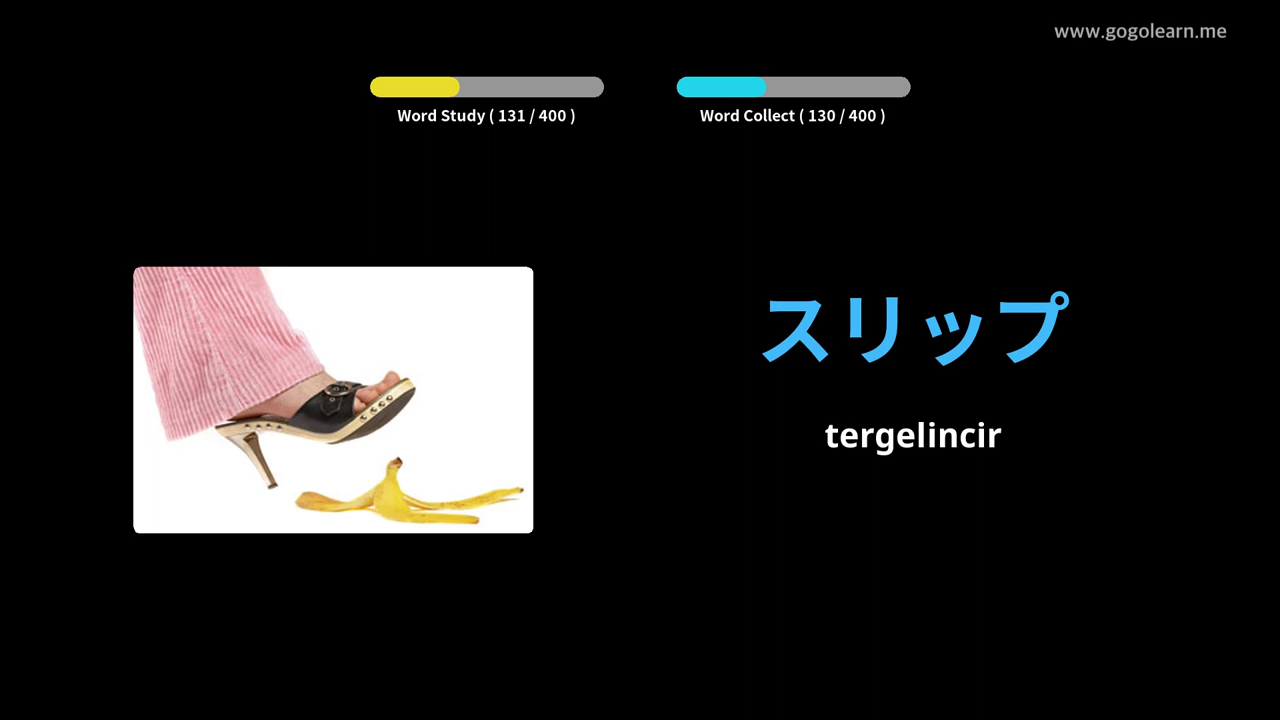 www.gogolearn.me
Word Study ( 131 / 400 )
Word Collect ( 130 / 400 )
スリップ
tergelincir